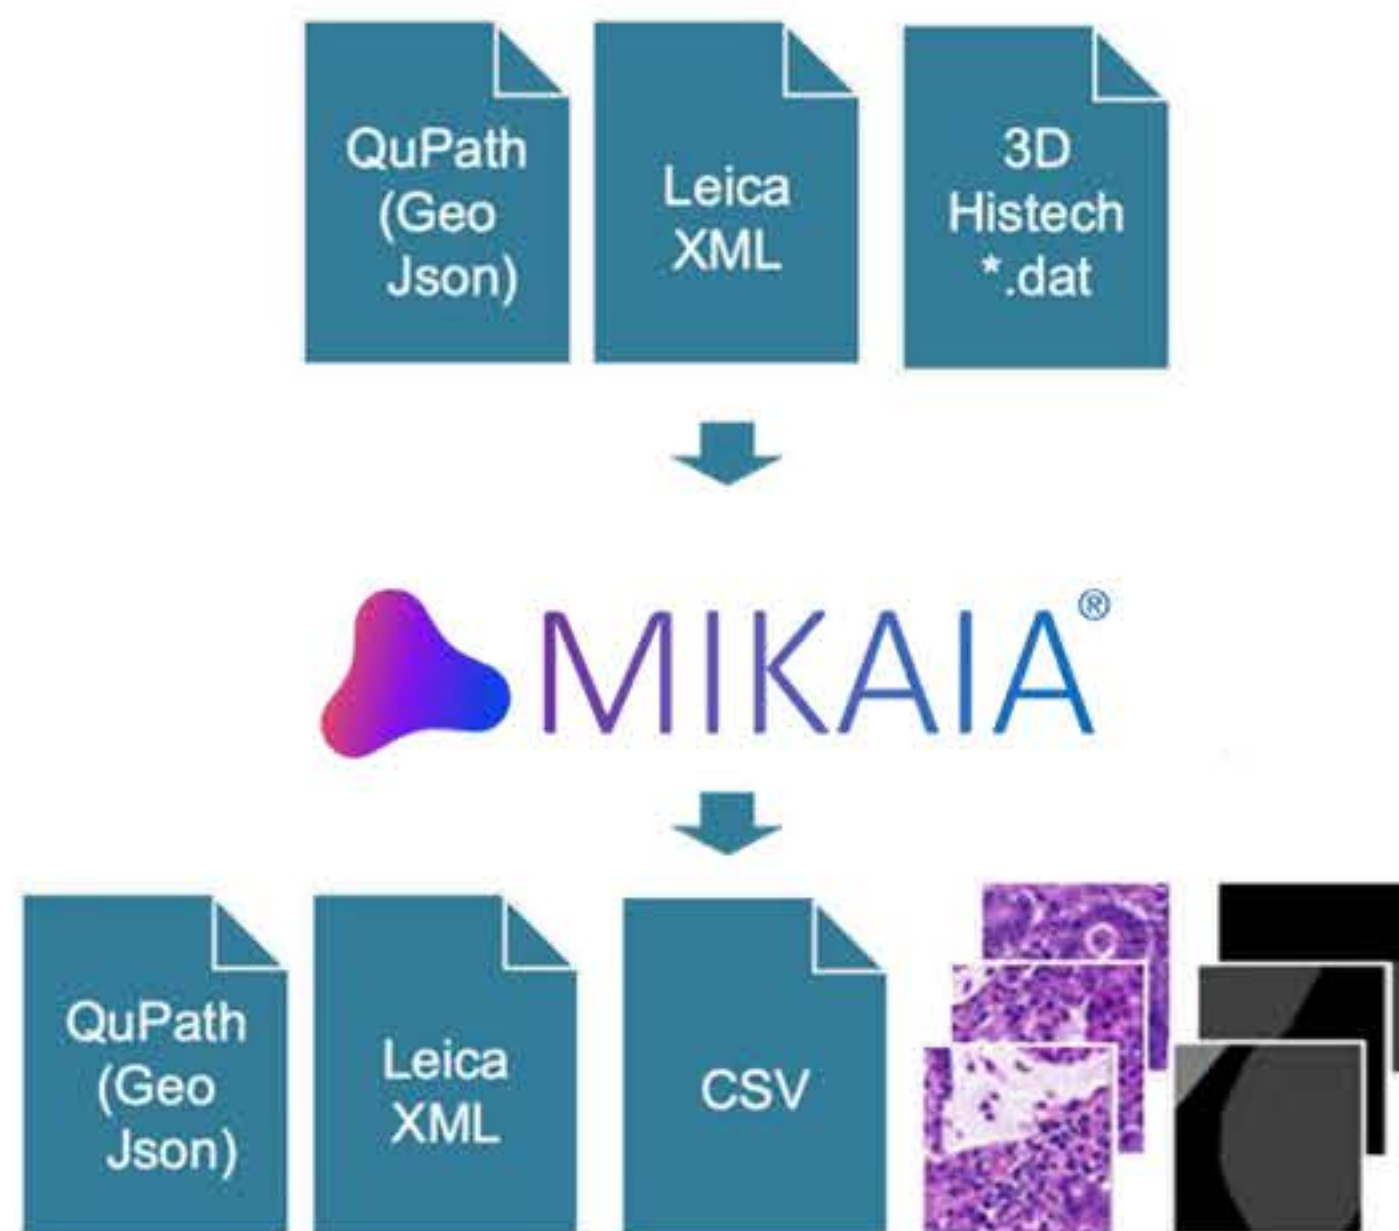 QuPath
(Geo
Json)
Leica
XML
3D
Histech
*.dat
MIKAIA®
QuPath
(Geo
Json)
Leica
XML
CSV